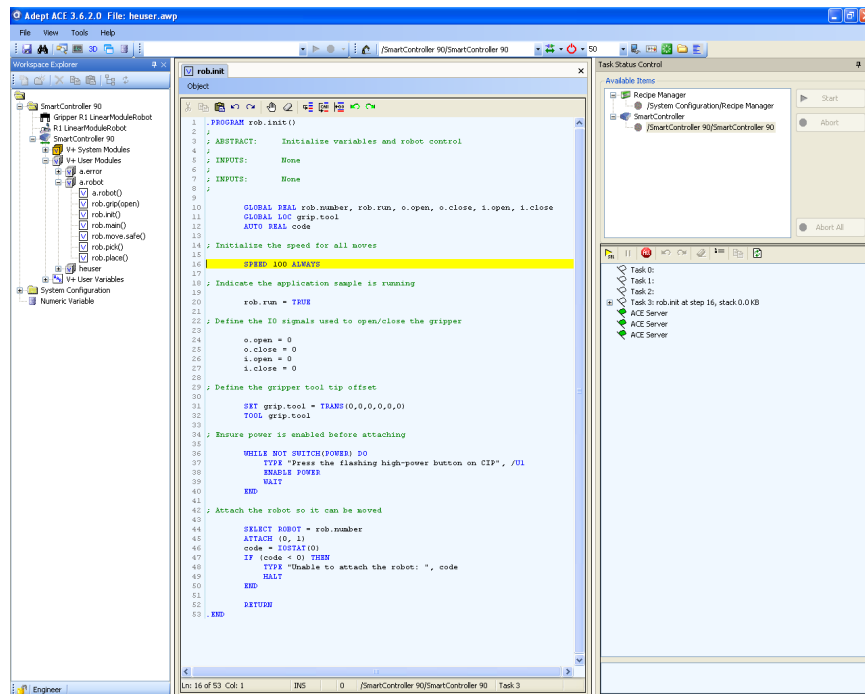 Adept ACE 3.6.2.0 File: heuser.awp
File View Tools Help
3D /SmartController 90/SmartController 90 50
Workspace Explorer
SmartController 90
Gripper R1 LinearModuleRobot
R1 LinearModuleRobot
SmartController 90
V+ System Modules
V+ User Modules
a.error
a.robot
a.robot()
rob.grip(open)
rob.init()
rob.main()
rob.move.safe()
rob.pick()
rob.place()
heuser
V+ User Variables
System Configuration
Numeric Variable
Engineer
rob.init
Object
1 .PROGRAM rob.init()
2 ;
3 ; ABSTRACT: Initialize variables and robot control
4 ;
5 ; INPUTS: None
6 ;
7 ; INPUTS: None
8 ;
9
10 GLOBAL REAL rob.number, rob.run, o.open, o.close, i.open, i.close
11 GLOBAL LOC grip.tool
12 AUTO REAL code
13
14 ; Initialize the speed for all moves
15
16 SPEED 100 ALWAYS
17
18 ; Indicate the application sample is running
19
20 rob.run = TRUE
21
22 ; Define the IO signals used to open/close the gripper
23
24 o.open = 0
25 o.close = 0
26 i.open = 0
27 i.close = 0
28
29 ; Define the gripper tool tip offset
30
31 SET grip.tool = TRANS(0,0,0,0,0,0)
32 TOOL grip.tool
33
34 ; Ensure power is enabled before attaching
35
36 WHILE NOT SWITCH(POWER) DO
37 TYPE "Press the flashing high-power button on CIP", /U1
38 ENABLE POWER
39 WAIT
40 END
41
42 ; Attach the robot so it can be moved
43
44 SELECT ROBOT = rob.number
45 ATTACH (0, 1)
46 code = IOSTAT(0)
47 IF (code < 0) THEN
48 TYPE "Unable to attach the robot: ", code
49 HALT
50 END
51
52 RETURN
53 .END
Ln: 16 of 53 Col: 1 INS 0 /SmartController 90/SmartController 90 Task 3
Task Status Control
Available Items
Recipe Manager
/System Configuration/Recipe Manager
SmartController
/SmartController 90/SmartController 90
Start
Abort
Abort All
Task 0:
Task 1:
Task 2:
Task 3: rob.init at step 16, stack 0.0 KB
ACE Server
ACE Server
ACE Server